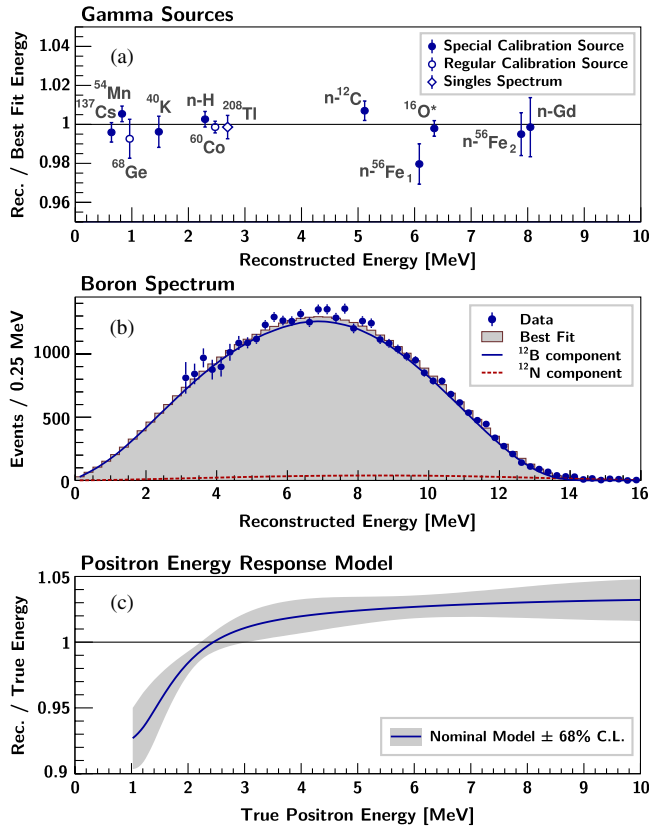 Gamma Sources
(a)
Special Calibration Source
Regular Calibration Source
Singles Spectrum
1.04
1.02
1
0.98
0.96
Rec. / Best Fit Energy
⁵⁴Mn
¹³⁷Cs
⁶⁸Ge
⁴⁰K
n-H
⁶⁰Co
²⁰⁸Tl
n-¹²C
¹⁶O*
n-⁵⁶Fe₁
n-⁵⁶Fe₂
n-Gd
0 1 2 3 4 5 6 7 8 9 10
Reconstructed Energy [MeV]
Boron Spectrum
(b)
Data
Best Fit
¹²B component
¹²N component
1000
500
0
Events / 0.25 MeV
0 2 4 6 8 10 12 14 16
Reconstructed Energy [MeV]
Positron Energy Response Model
(c)
1.05
1
0.95
0.9
Rec. / True Energy
Nominal Model ± 68% C.L.
0 1 2 3 4 5 6 7 8 9 10
True Positron Energy [MeV]